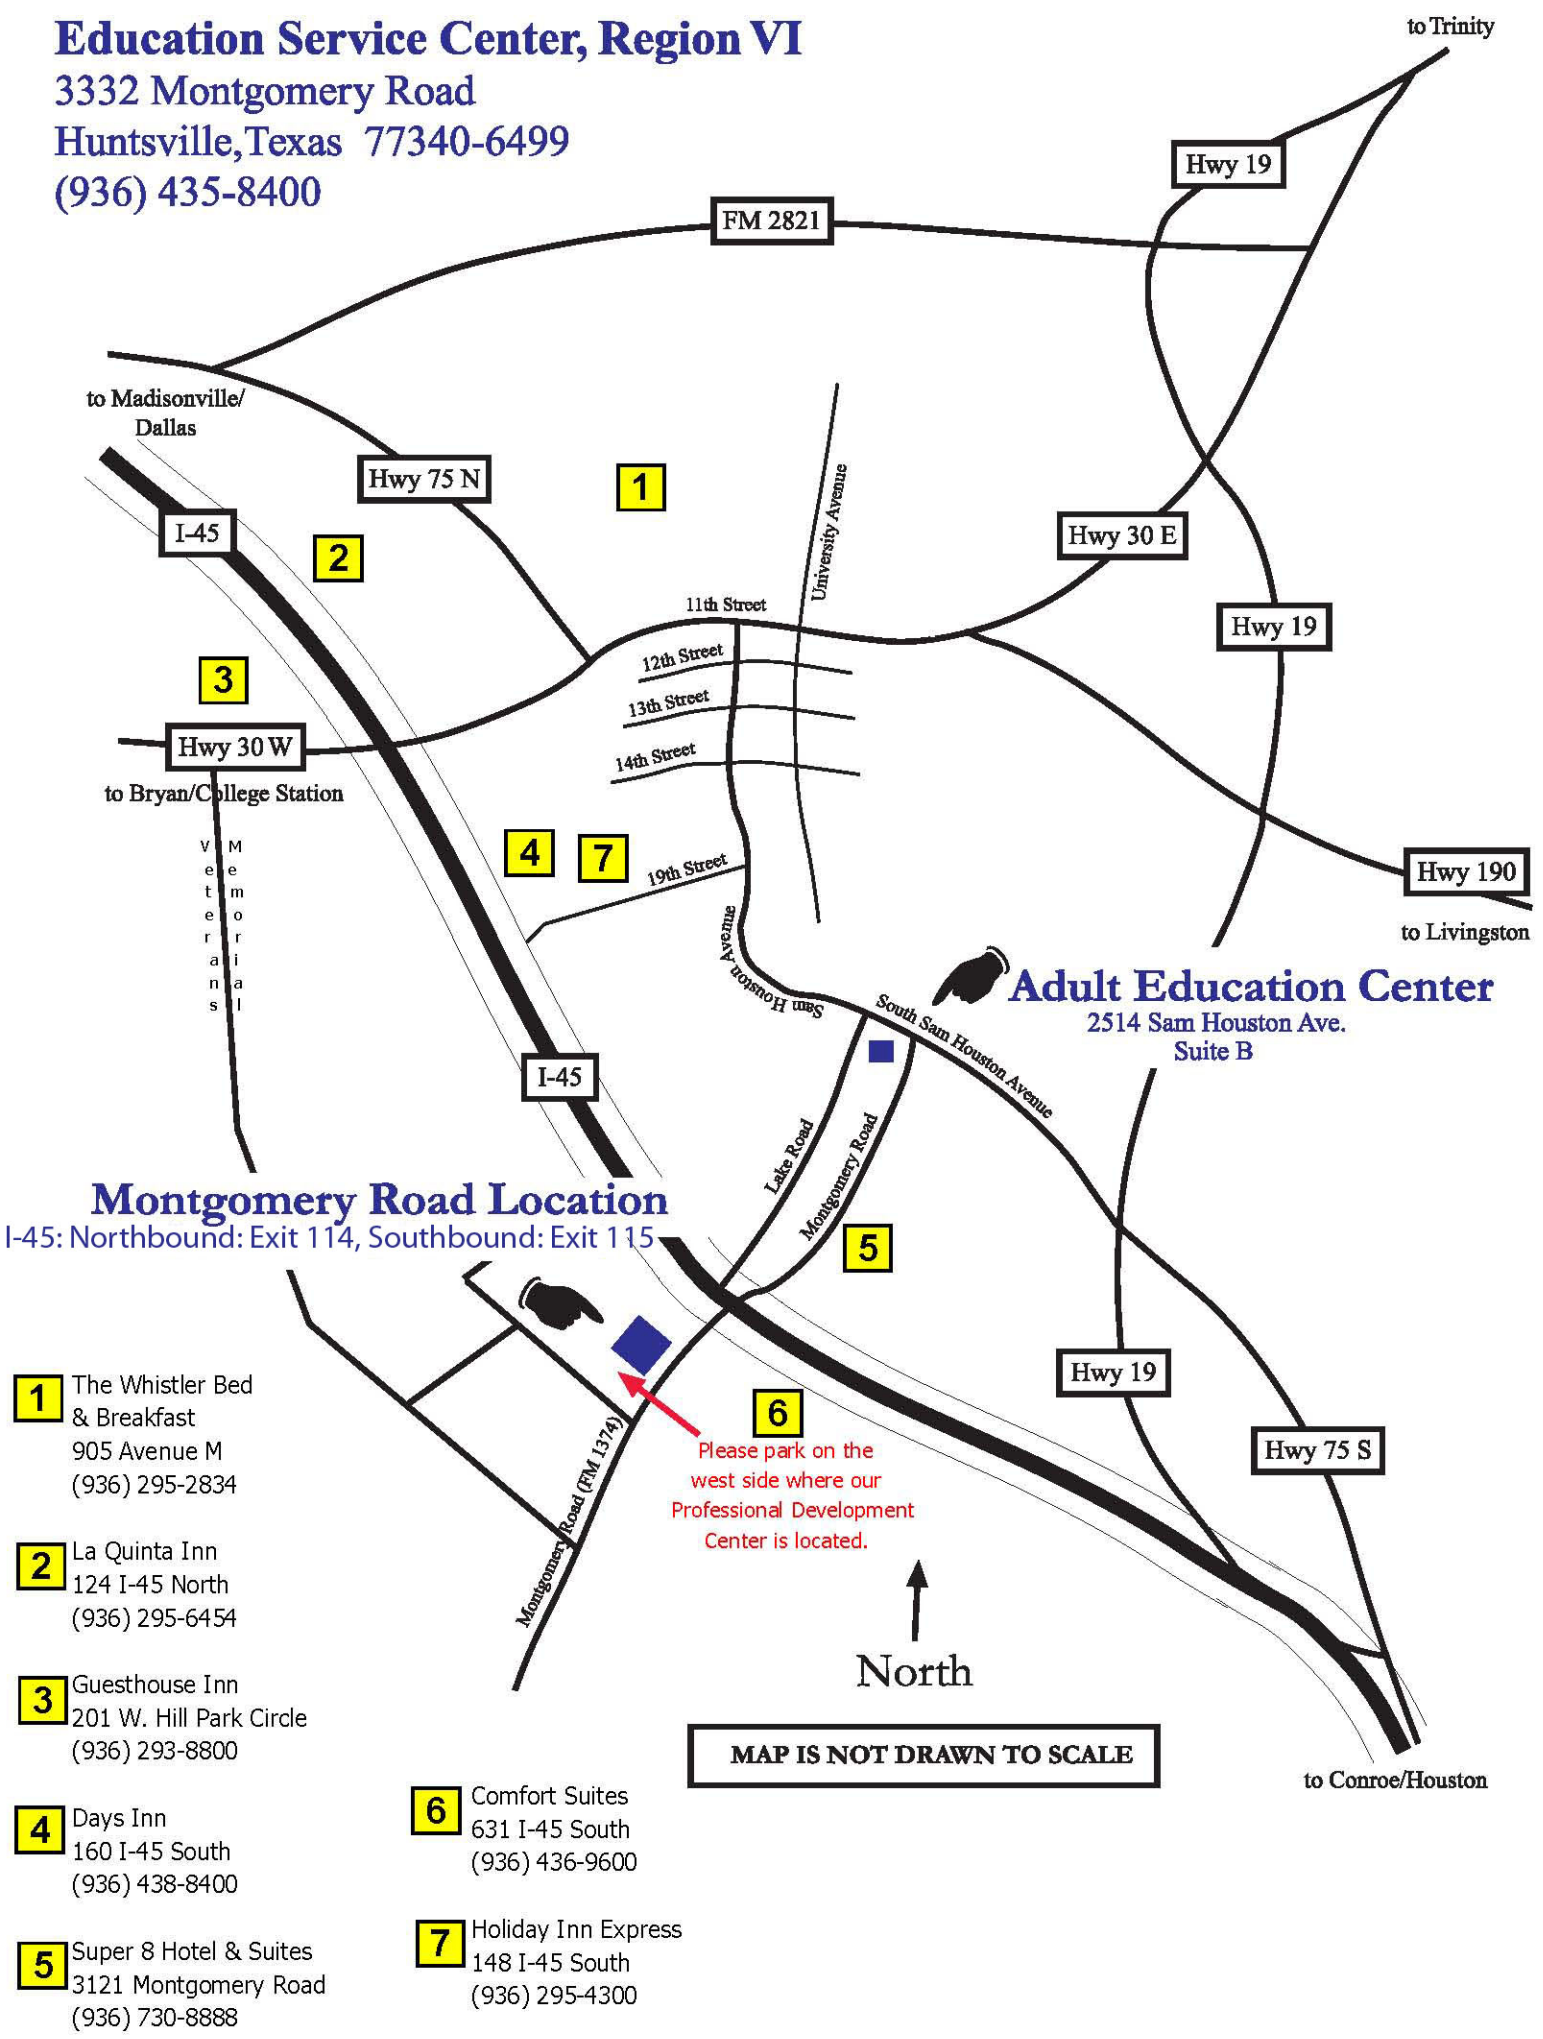 Education Service Center, Region VI
3332 Montgomery Road
Huntsville, Texas 77340-6499
(936) 435-8400
to Trinity
Hwy 19
FM 2821
to Madisonville/
Dallas
Hwy 75 N
1
University Avenue
I-45
2
Hwy 30 E
11th Street
Hwy 19
12th Street
3
13th Street
Hwy 30 W
14th Street
to Bryan/College Station
Veterans
Memorial
4
7
19th Street
Hwy 190
to Livingston
Sam Houston Avenue
South Sam Houston Avenue
Adult Education Center
2514 Sam Houston Ave.
Suite B
I-45
Lake Road
Montgomery Road
Montgomery Road Location
I-45: Northbound: Exit 114, Southbound: Exit 115
5
Hwy 19
6
Please park on the
west side where our
Professional Development
Center is located.
Montgomery Road (FM 1374)
Hwy 75 S
North
MAP IS NOT DRAWN TO SCALE
to Conroe/Houston
1
The Whistler Bed
& Breakfast
905 Avenue M
(936) 295-2834
2
La Quinta Inn
124 I-45 North
(936) 295-6454
3
Guesthouse Inn
201 W. Hill Park Circle
(936) 293-8800
4
Days Inn
160 I-45 South
(936) 438-8400
5
Super 8 Hotel & Suites
3121 Montgomery Road
(936) 730-8888
6
Comfort Suites
631 I-45 South
(936) 436-9600
7
Holiday Inn Express
148 I-45 South
(936) 295-4300